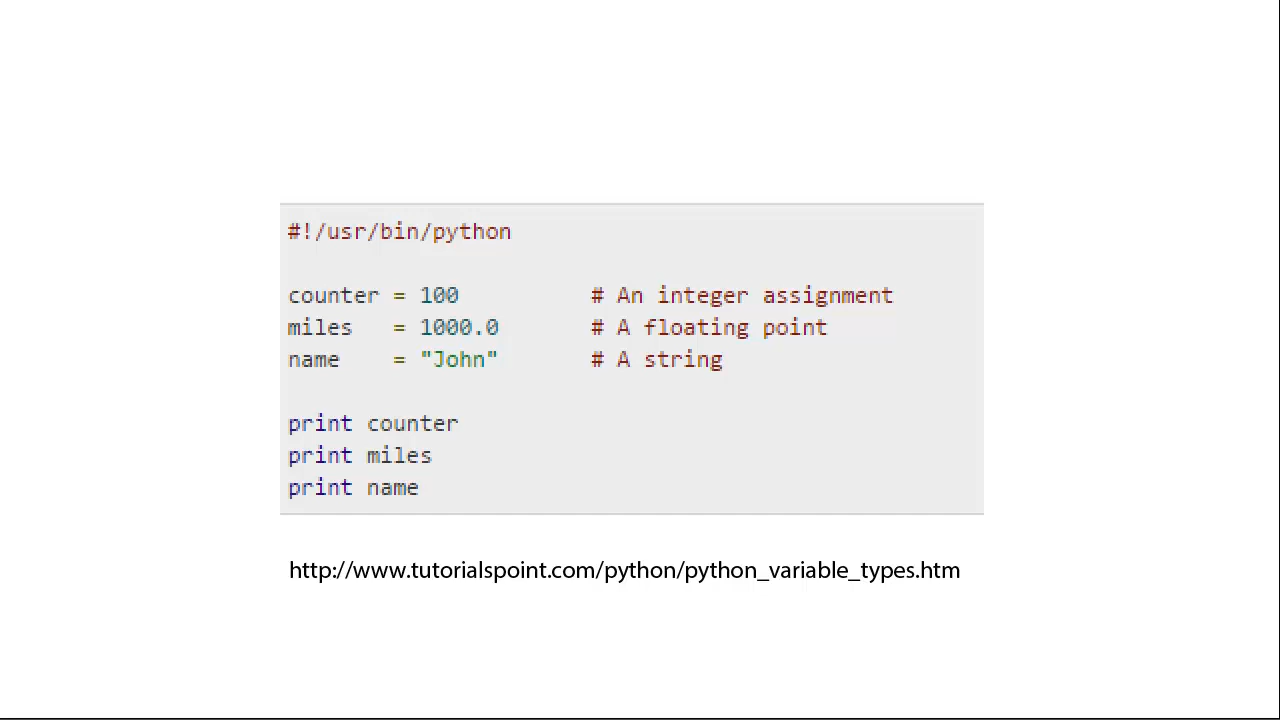 #!/usr/bin/python
counter = 100          # An integer assignment
miles   = 1000.0       # A floating point
name    = "John"       # A string
print counter
print miles
print name
http://www.tutorialspoint.com/python/python_variable_types.htm